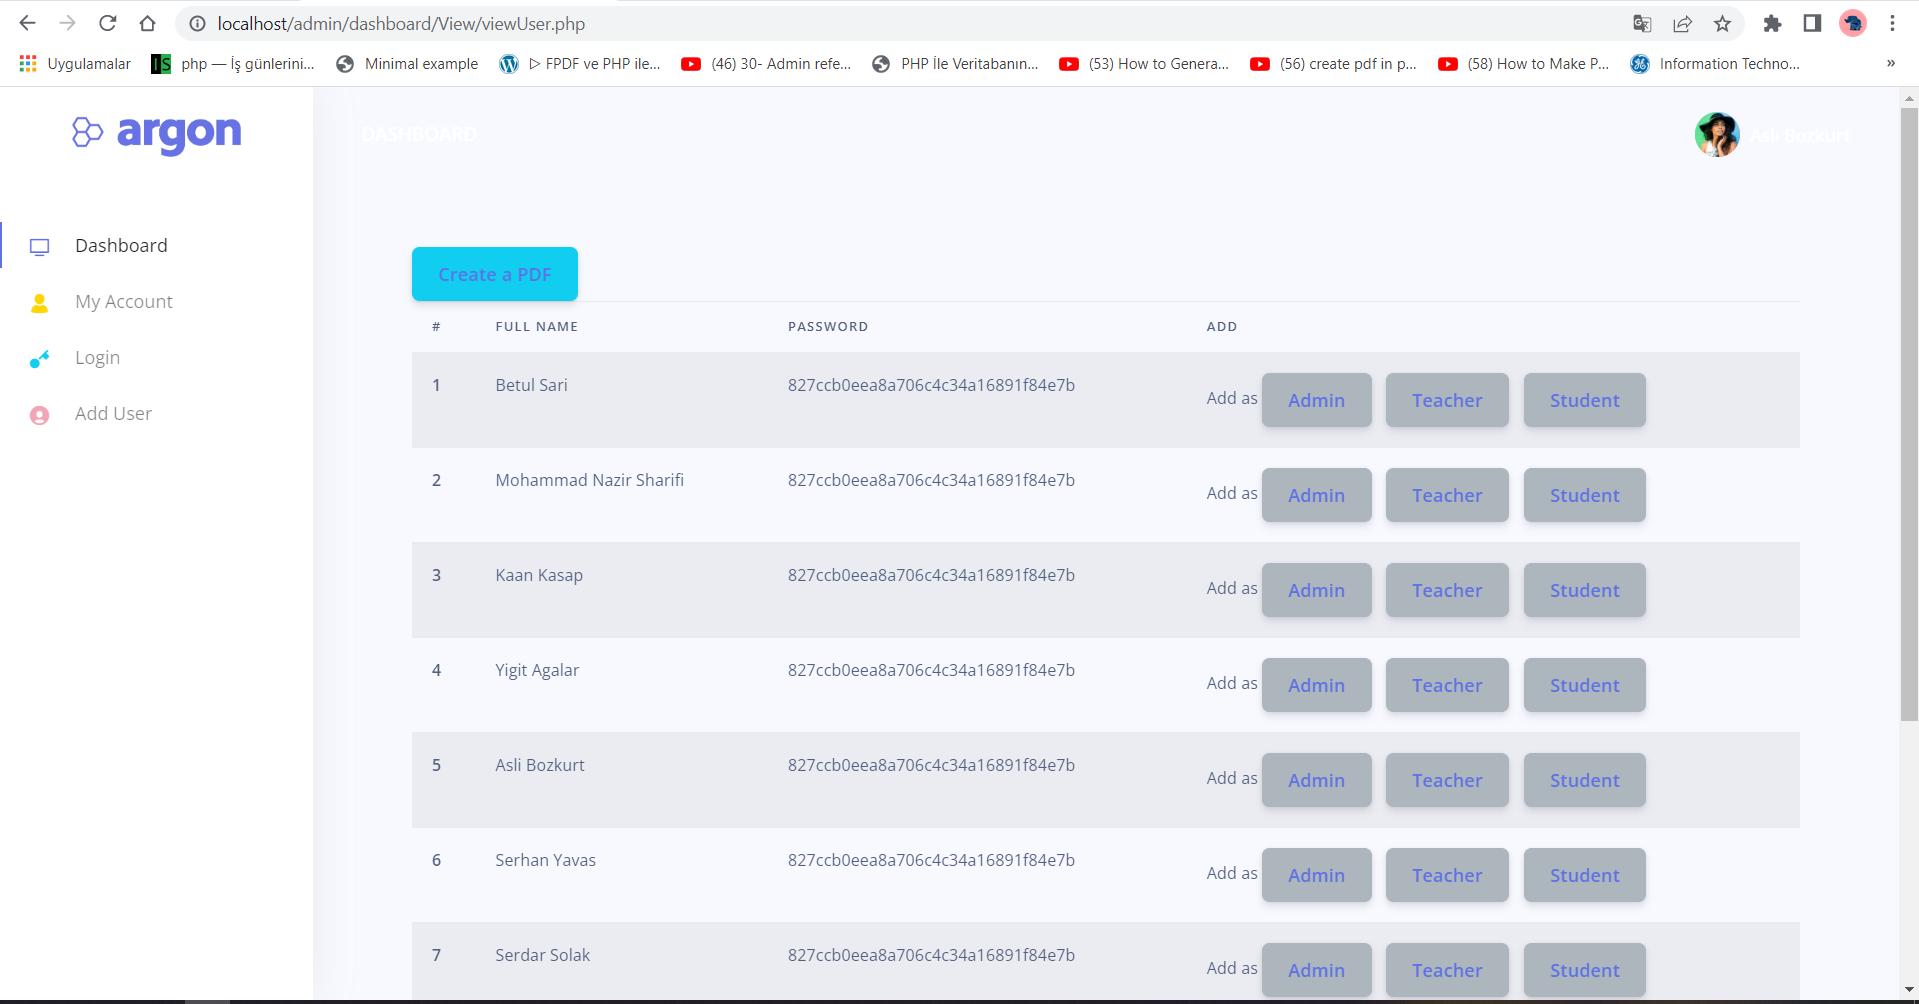 localhost/admin/dashboard/View/viewUser.php
Uygulamalar
IS php — İş günlerini...
Minimal example
▷ FPDF ve PHP ile...
(46) 30- Admin refe...
PHP İle Veritabanın...
(53) How to Genera...
(56) create pdf in p...
(58) How to Make P...
Information Techno...
»
argon
DASHBOARD
Asli Bozkurt
Dashboard
My Account
Login
Add User
Create a PDF
# FULL NAME PASSWORD ADD
1 Betul Sari 827ccb0eea8a706c4c34a16891f84e7b Add as Admin Teacher Student
2 Mohammad Nazir Sharifi 827ccb0eea8a706c4c34a16891f84e7b Add as Admin Teacher Student
3 Kaan Kasap 827ccb0eea8a706c4c34a16891f84e7b Add as Admin Teacher Student
4 Yigit Agalar 827ccb0eea8a706c4c34a16891f84e7b Add as Admin Teacher Student
5 Asli Bozkurt 827ccb0eea8a706c4c34a16891f84e7b Add as Admin Teacher Student
6 Serhan Yavas 827ccb0eea8a706c4c34a16891f84e7b Add as Admin Teacher Student
7 Serdar Solak 827ccb0eea8a706c4c34a16891f84e7b Add as Admin Teacher Student